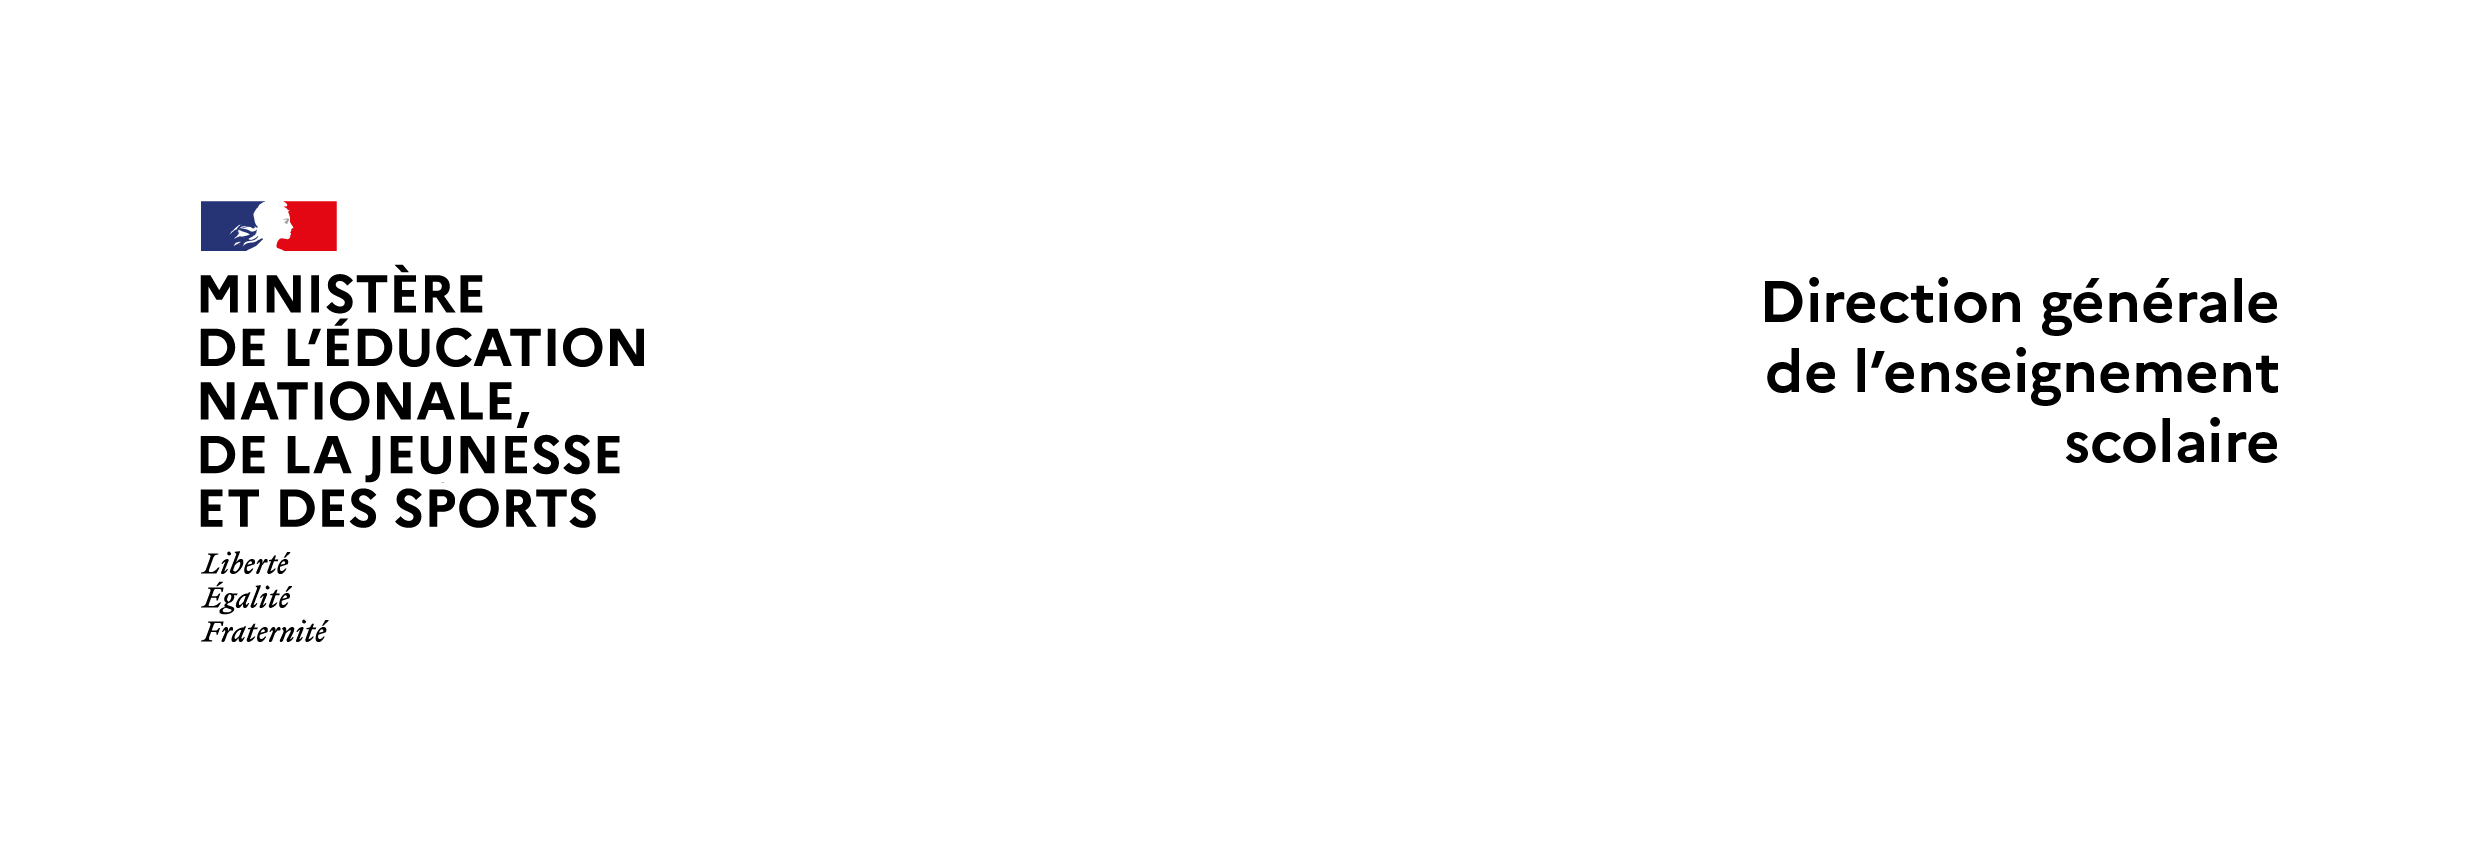 MINISTÈRE
DE L’ÉDUCATION
NATIONALE,
DE LA JEUNESSE
ET DES SPORTS
Liberté
Égalité
Fraternité
Direction générale
de l’enseignement
scolaire